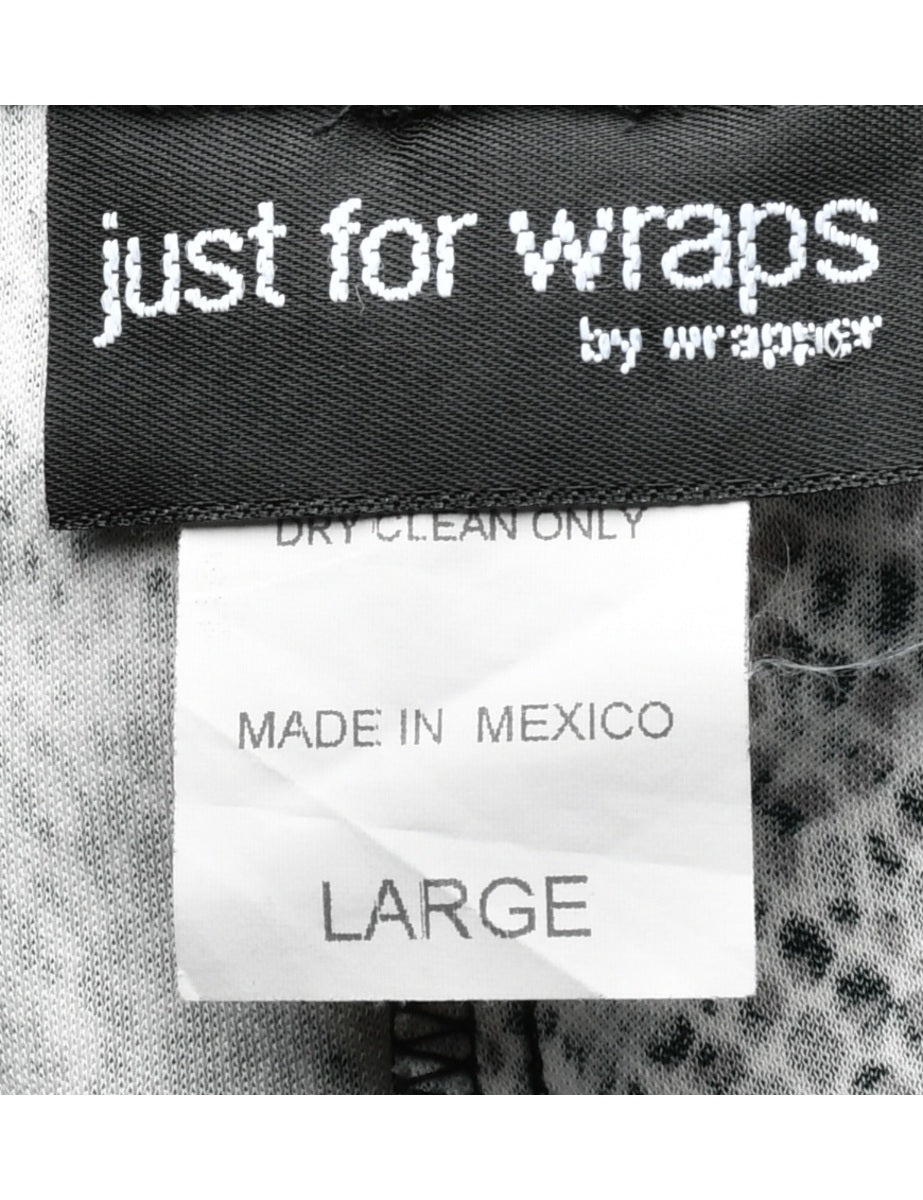 just for wraps
by wrapper
DRY CLEAN ONLY
MADE IN MEXICO
LARGE